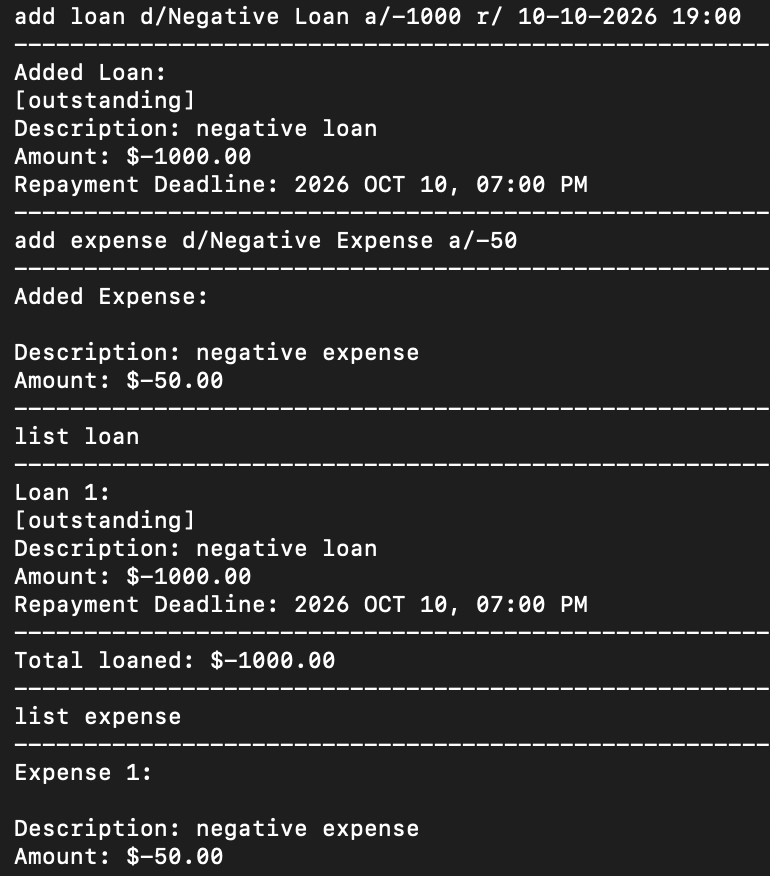 add loan d/Negative Loan a/-1000 r/ 10-10-2026 19:00
------------------------------------------------------
Added Loan:
[outstanding]
Description: negative loan
Amount: $-1000.00
Repayment Deadline: 2026 OCT 10, 07:00 PM
------------------------------------------------------
add expense d/Negative Expense a/-50
------------------------------------------------------
Added Expense:
Description: negative expense
Amount: $-50.00
------------------------------------------------------
list loan
------------------------------------------------------
Loan 1:
[outstanding]
Description: negative loan
Amount: $-1000.00
Repayment Deadline: 2026 OCT 10, 07:00 PM
------------------------------------------------------
Total loaned: $-1000.00
------------------------------------------------------
list expense
------------------------------------------------------
Expense 1:
Description: negative expense
Amount: $-50.00